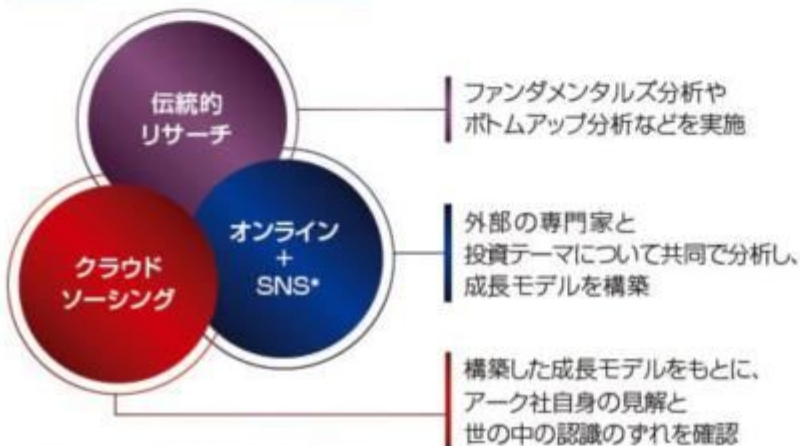 伝統的
リサーチ
ファンダメンタルズ分析や
ボトムアップ分析などを実施
オンライン
+
SNS*
外部の専門家と
投資テーマについて共同で分析し、
成長モデルを構築
クラウド
ソーシング
構築した成長モデルをもとに、
アーク社自身の見解と
世の中の認識のずれを確認